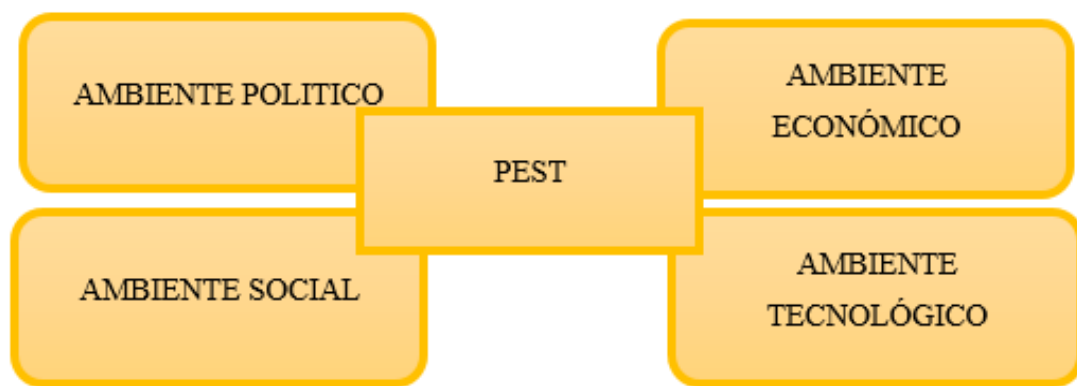 AMBIENTE POLITICO
AMBIENTE
ECONÓMICO
PEST
AMBIENTE SOCIAL
AMBIENTE
TECNOLÓGICO